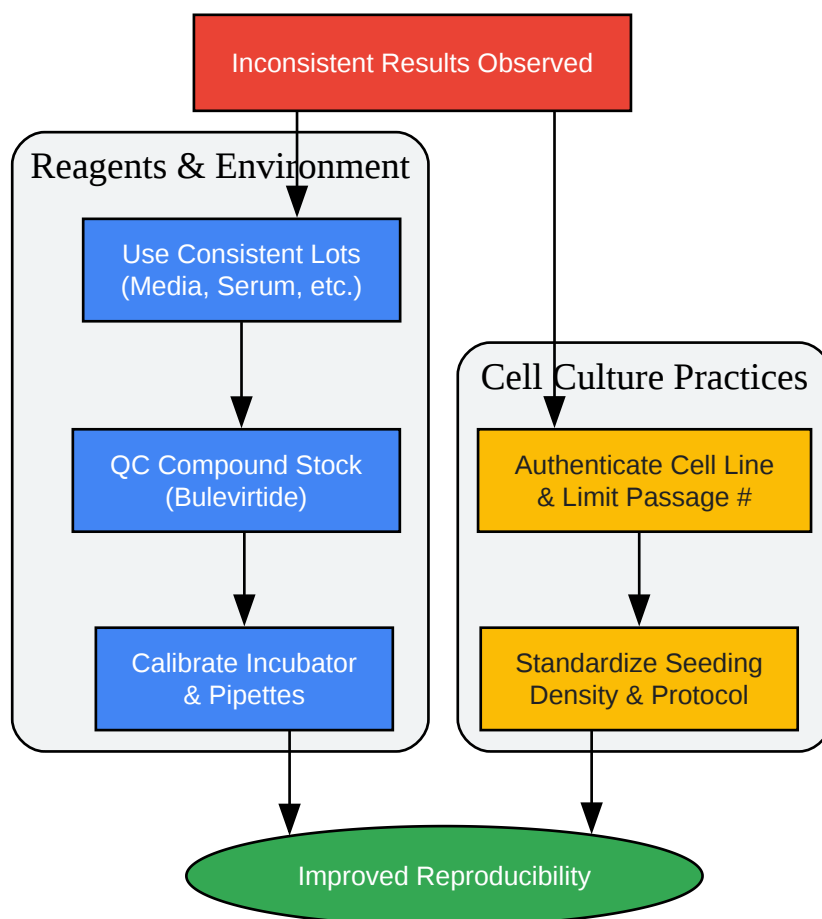 Inconsistent Results Observed
Reagents & Environment
Use Consistent Lots
(Media, Serum, etc.)
QC Compound Stock
(Bulevirtide)
Calibrate Incubator
& Pipettes
Cell Culture Practices
Authenticate Cell Line
& Limit Passage #
Standardize Seeding
Density & Protocol
Improved Reproducibility